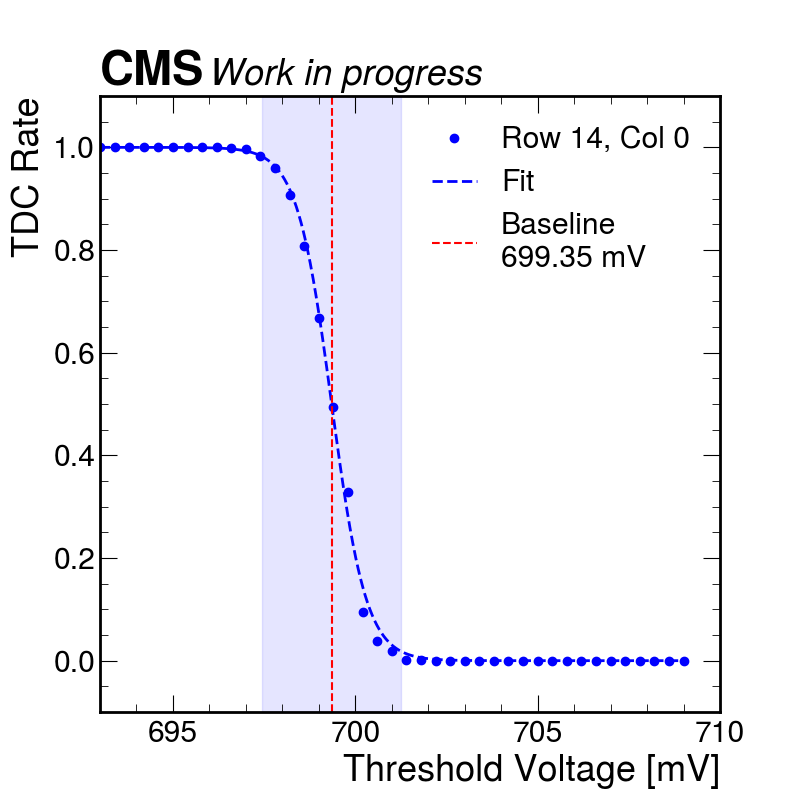 CMS Work in progress
TDC Rate
Row 14, Col 0
Fit
Baseline
699.35 mV
1.0
0.8
0.6
0.4
0.2
0.0
695 700 705 710
Threshold Voltage [mV]